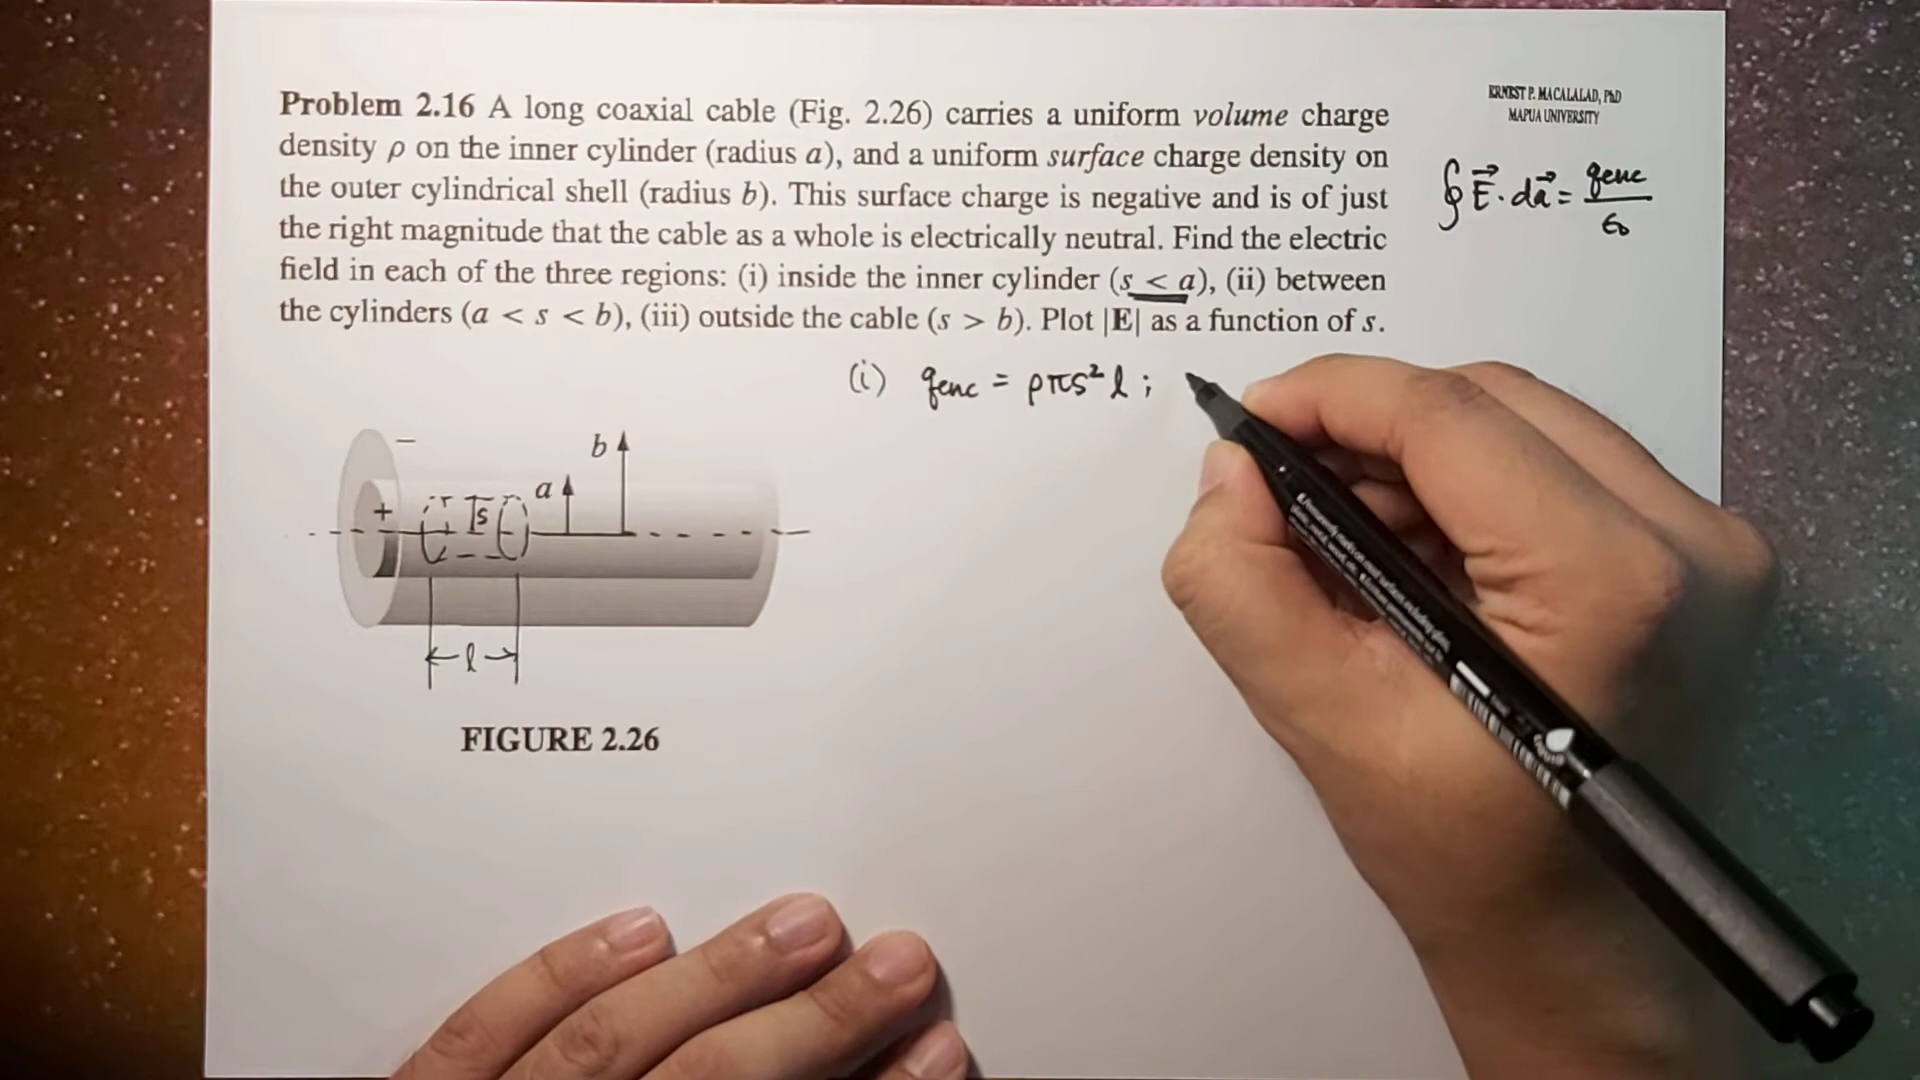 Problem 2.16 A long coaxial cable (Fig. 2.26) carries a uniform volume charge
density ρ on the inner cylinder (radius a), and a uniform surface charge density on
the outer cylindrical shell (radius b). This surface charge is negative and is of just
the right magnitude that the cable as a whole is electrically neutral. Find the electric
field in each of the three regions: (i) inside the inner cylinder (s < a), (ii) between
the cylinders (a < s < b), (iii) outside the cable (s > b). Plot |E| as a function of s.
ERNEST P. MACALALAD, PhD
MAPUA UNIVERSITY
∮ E⃗ · da⃗ = qenc / ϵ0
(i) qenc = ρπs² l ;
−
b
a
+
s
l
FIGURE 2.26